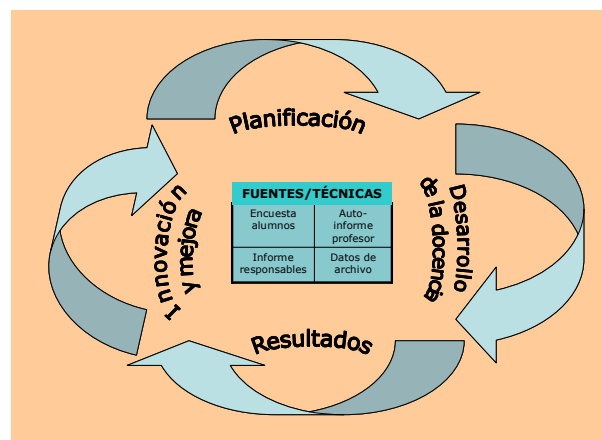 Planificación
Desarrollo
de la docencia
Resultados
Innovación
y mejora
FUENTES/TÉCNICAS
Encuesta
alumnos
Auto-
informe
profesor
Informe
responsables
Datos de
archivo